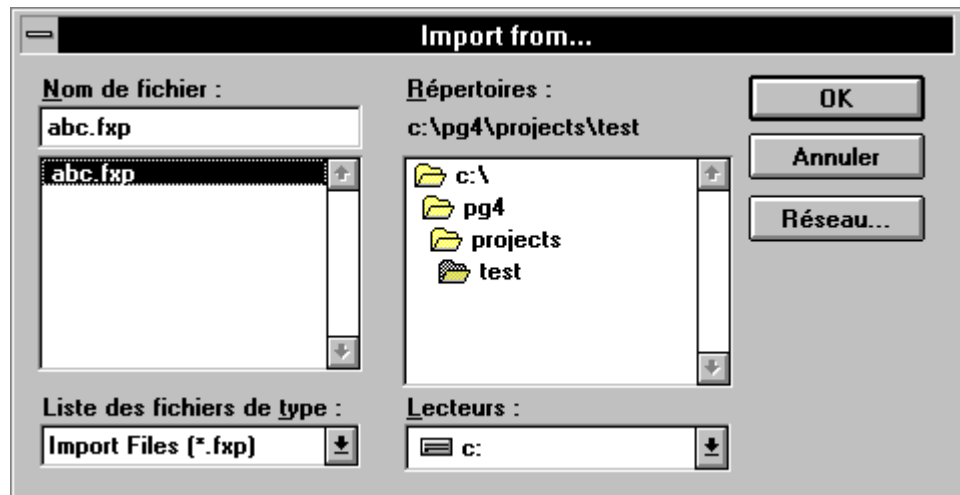 Import from...
Nom de fichier :
abc.fxp
abc.fxp
Liste des fichiers de type :
Import Files (*.fxp)
Répertoires :
c:\pg4\projects\test
c:\
pg4
projects
test
Lecteurs :
c:
OK
Annuler
Réseau...